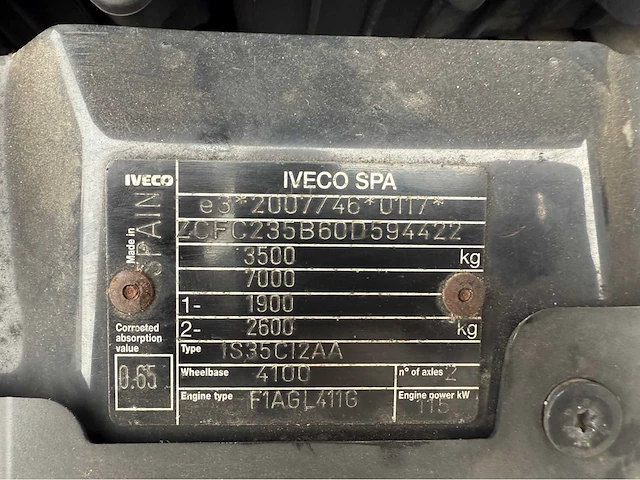 IVECO
IVECO SPA
Made in SPAIN
e3*2007/46*0117*
ZCFC235B60D594422
3500 kg
7000
1- 1900
2- 2600 kg
Corrected absorption value
0.65
Type IS35CI2AA
Wheelbase 4100 n° of axles 2
Engine type F1AGL411G Engine power kW 115